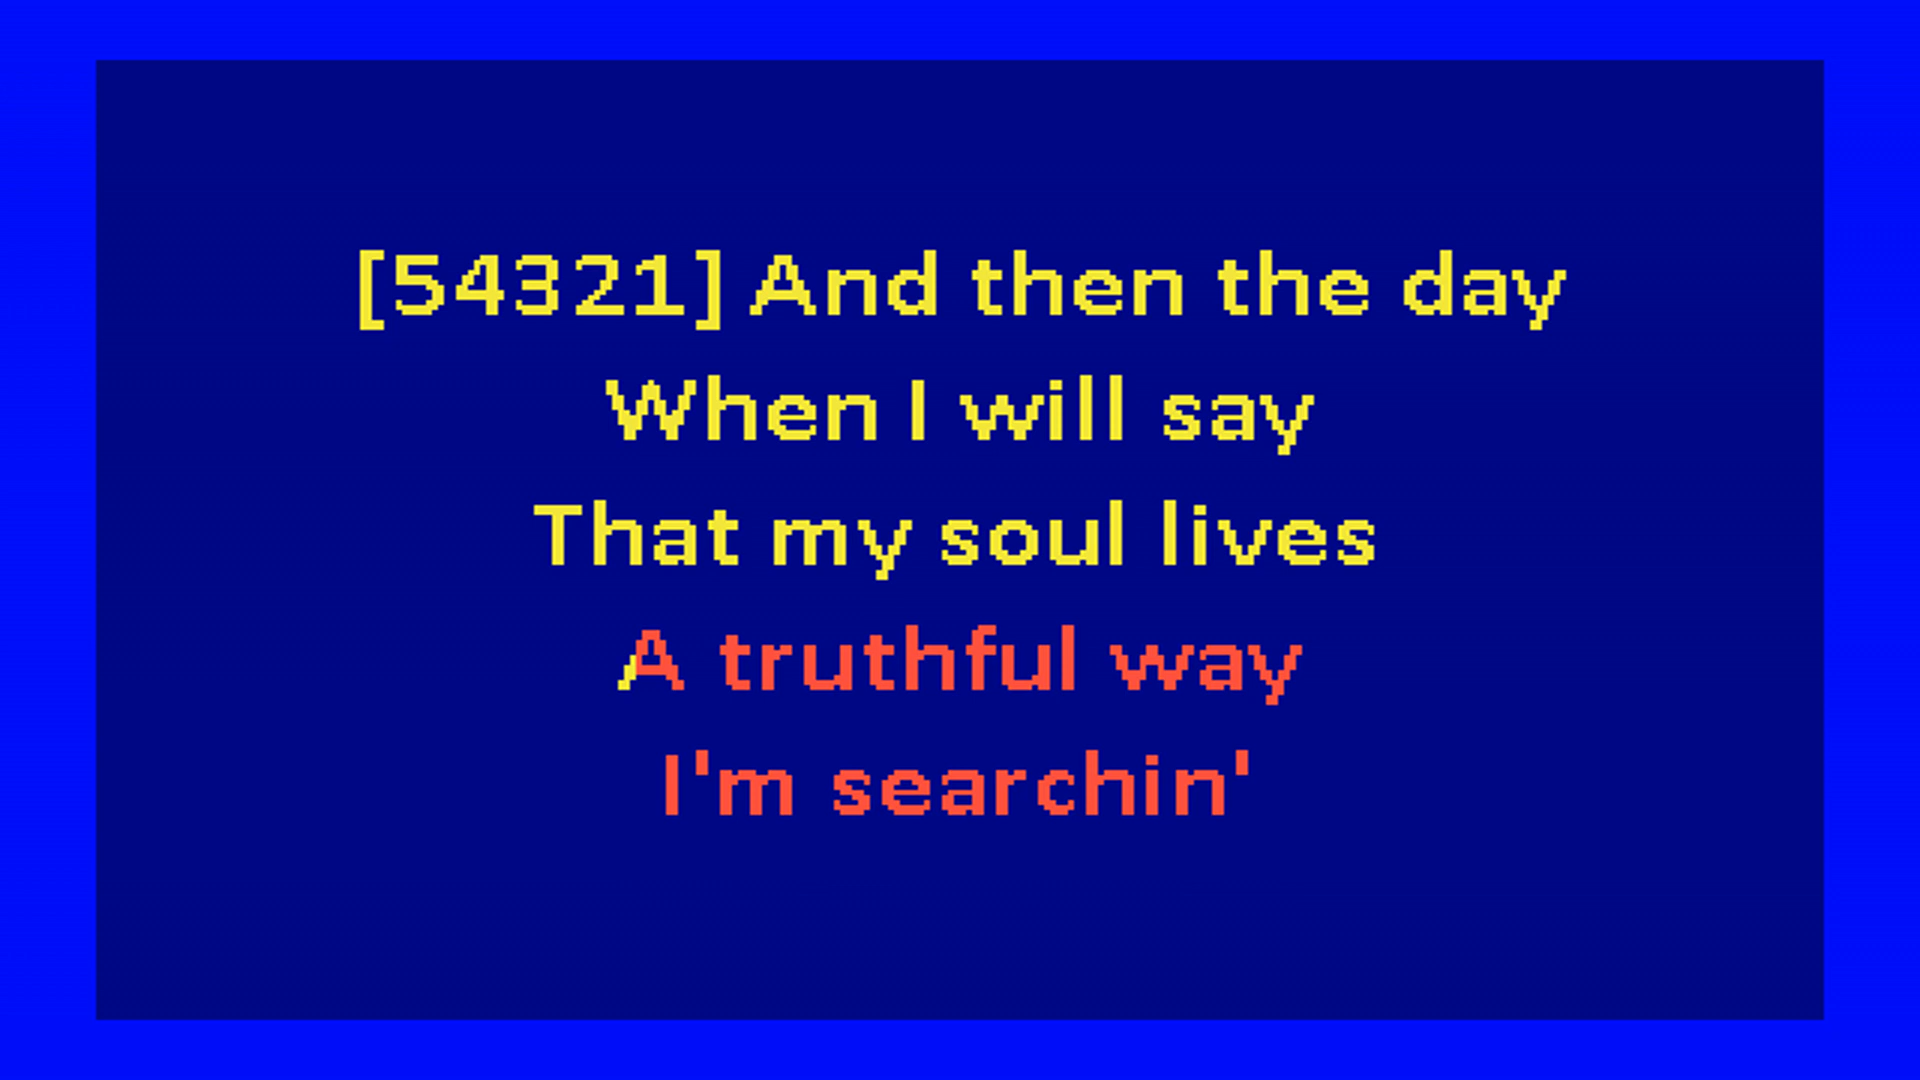 [54321] And then the day
When I will say
That my soul lives
A truthful way
I'm searchin'